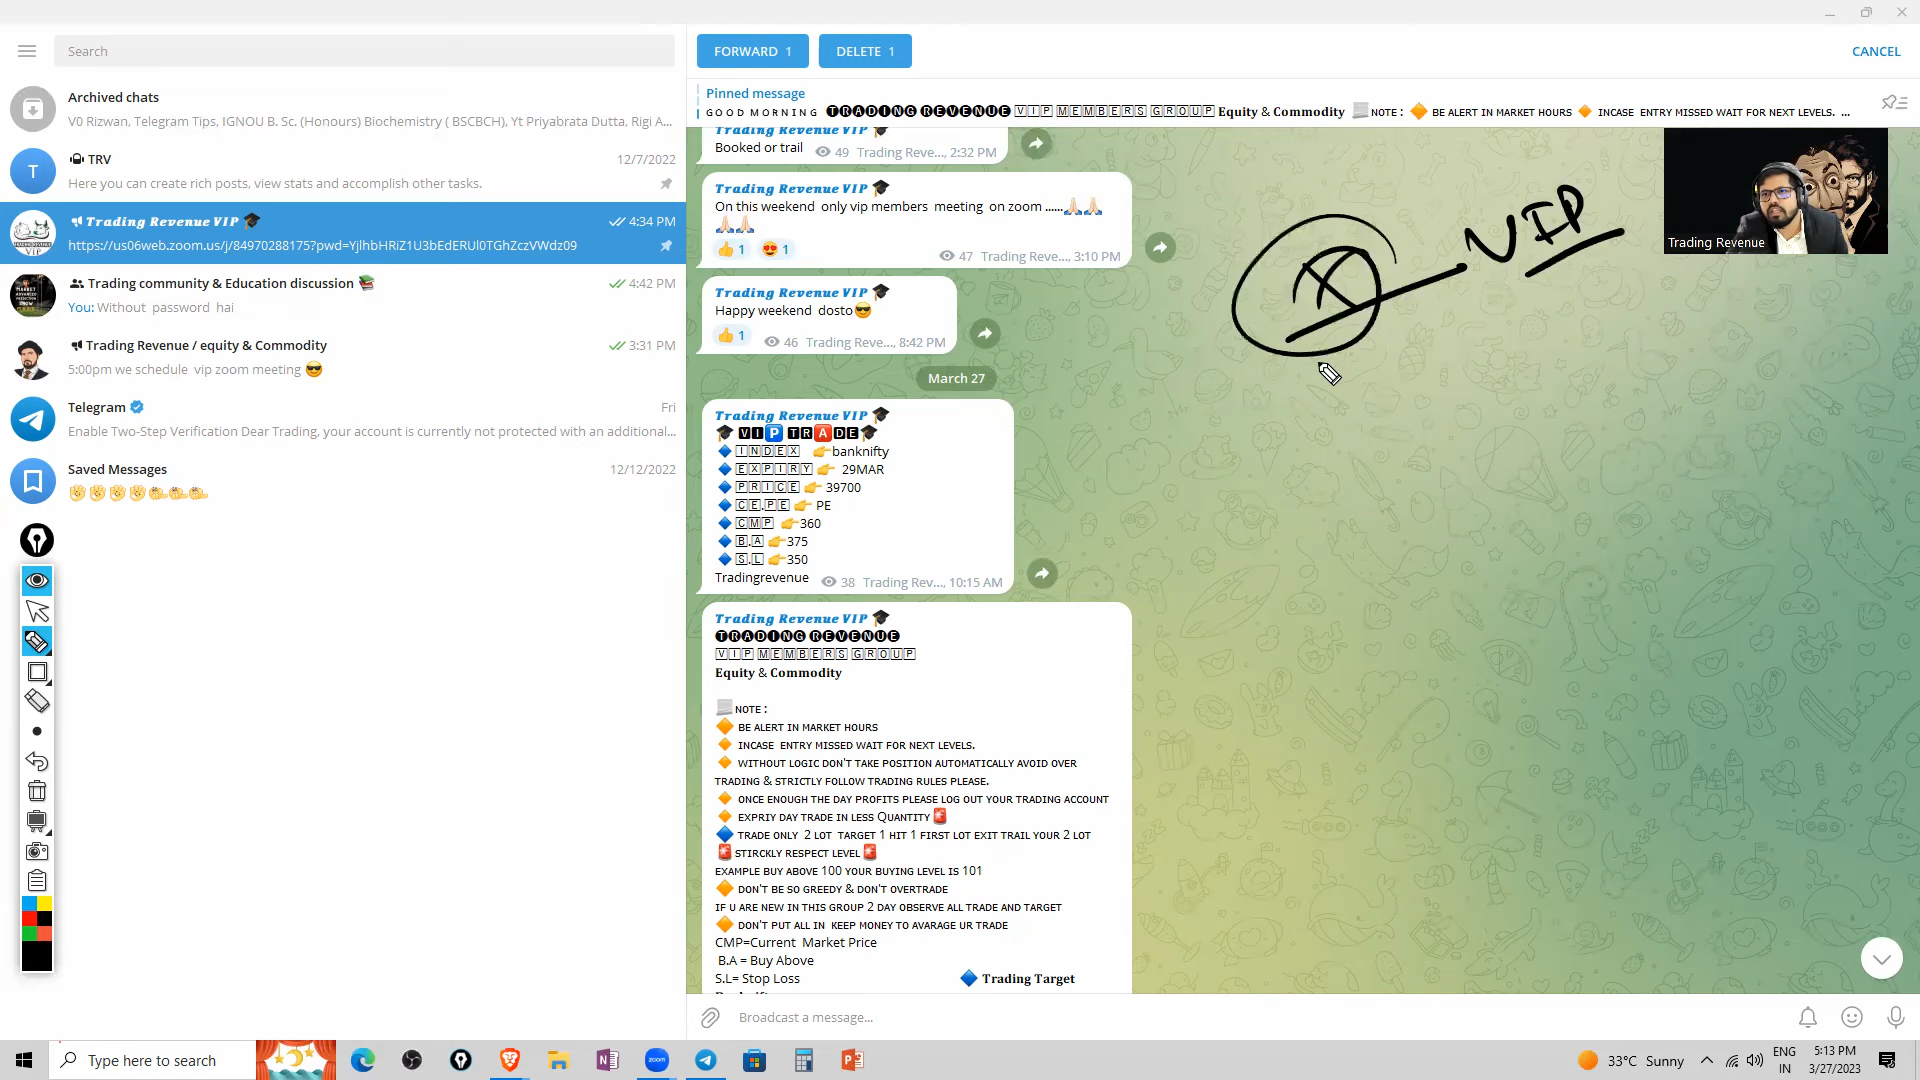 Search
FORWARD 1
DELETE 1
CANCEL
Archived chats
V0 Rizwan, Telegram Tips, IGNOU B. Sc. (Honours) Biochemistry ( BSCBCH), Yt Priyabrata Dutta, Rigi A...
TRV
12/7/2022
Here you can create rich posts, view stats and accomplish other tasks.
Trading Revenue VIP 🎓
4:34 PM
https://us06web.zoom.us/j/84970288175?pwd=YjlhbHRiZ1U3bEdERUl0TGhZczVWdz09
Trading community & Education discussion 📚
4:42 PM
You: Without password hai
Trading Revenue / equity & Commodity
3:31 PM
5:00pm we schedule vip zoom meeting 😎
Telegram
Fri
Enable Two-Step Verification Dear Trading, your account is currently not protected with an additional...
Saved Messages
12/12/2022
Pinned message
GOOD MORNING TRADING REVENUE VIP MEMBERS GROUP Equity & Commodity NOTE : 🔶 BE ALERT IN MARKET HOURS 🔸 INCASE ENTRY MISSED WAIT FOR NEXT LEVELS. ...
Trading Revenue VIP 🎓
Booked or trail
49 Trading Reve..., 2:32 PM
Trading Revenue VIP 🎓
On this weekend only vip members meeting on zoom ......🙏🏻🙏🏻
🙏🏻🙏🏻
👍 1 😍 1
47 Trading Reve..., 3:10 PM
Trading Revenue VIP 🎓
Happy weekend dosto😎
👍 1
46 Trading Reve..., 8:42 PM
March 27
Trading Revenue VIP 🎓
🎓 VIP TRADE🎓
🔹 INDEX 👉banknifty
🔹 EXPIRY 👉 29MAR
🔹 PRICE 👉 39700
🔹 CE.PE 👉 PE
🔹 CMP 👉360
🔹 B.A 👉375
🔹 S.L 👉350
Tradingrevenue
38 Trading Rev..., 10:15 AM
Trading Revenue VIP 🎓
TRADING REVENUE
VIP MEMBERS GROUP
Equity & Commodity
NOTE :
🔶 BE ALERT IN MARKET HOURS
🔸 INCASE ENTRY MISSED WAIT FOR NEXT LEVELS.
🔸 WITHOUT LOGIC DON'T TAKE POSITION AUTOMATICALLY AVOID OVER
TRADING & STRICTLY FOLLOW TRADING RULES PLEASE.
🔸 ONCE ENOUGH THE DAY PROFITS PLEASE LOG OUT YOUR TRADING ACCOUNT
🔸 EXPRIY DAY TRADE IN LESS QUANTITY🚨
🔷 TRADE ONLY 2 LOT TARGET 1 HIT 1 FIRST LOT EXIT TRAIL YOUR 2 LOT
🚨STIRCKLY RESPECT LEVEL🚨
EXAMPLE BUY ABOVE 100 YOUR BUYING LEVEL IS 101
🔶 DON'T BE SO GREEDY & DON'T OVERTRADE
IF U ARE NEW IN THIS GROUP 2 DAY OBSERVE ALL TRADE AND TARGET
🔶 DON'T PUT ALL IN KEEP MONEY TO AVARAGE UR TRADE
CMP=Current Market Price
B.A = Buy Above
S.L= Stop Loss
🔷 Trading Target
VIP
Trading Revenue
Broadcast a message...
Type here to search
zoom
33°C Sunny
ENG
IN
5:13 PM
3/27/2023